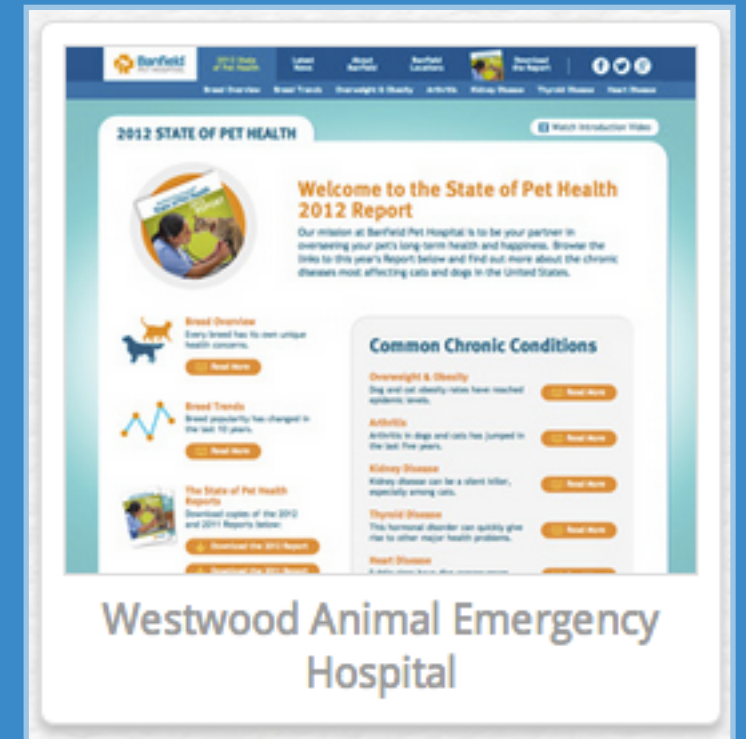 Banfield
PET HOSPITAL
2012 State
of Pet Health
Latest
News
About
Banfield
Banfield
Locations
Download
the Report
Breed Overview Breed Trends Overweight & Obesity Arthritis Kidney Disease Thyroid Disease Heart Disease
2012 STATE OF PET HEALTH
Watch Introduction Video
Welcome to the State of Pet Health
2012 Report
Our mission at Banfield Pet Hospital is to be your partner in
overseeing your pet's long-term health and happiness. Browse the
links to this year's Report below and find out more about the chronic
diseases most affecting cats and dogs in the United States.
Breed Overview
Every breed has its own unique
health concerns.
Read More
Breed Trends
Breed popularity has changed in
the last 10 years.
Read More
The State of Pet Health
Reports
Download copies of the 2012
and 2011 Reports below:
Download the 2012 Report
Download the 2011 Report
Common Chronic Conditions
Overweight & Obesity
Dog and cat obesity rates have reached
epidemic levels.
Read More
Arthritis
Arthritis in dogs and cats has jumped in
the last five years.
Read More
Kidney Disease
Kidney disease can be a silent killer,
especially among cats.
Read More
Thyroid Disease
This hormonal disorder can quickly give
rise to other major health problems.
Read More
Heart Disease
Westwood Animal Emergency
Hospital